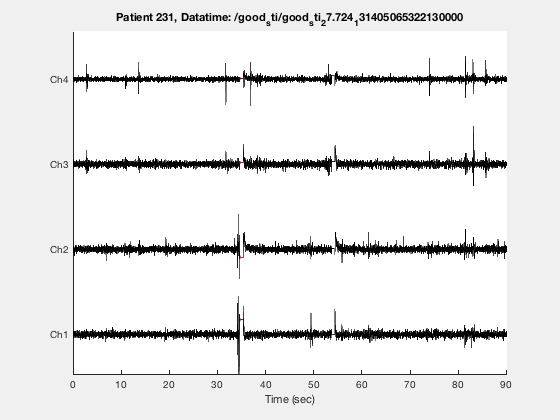 Patient 231, Datatime: /good_sti/good_sti_27.724_131405065322130000
Ch4
Ch3
Ch2
Ch1
0 10 20 30 40 50 60 70 80 90
Time (sec)